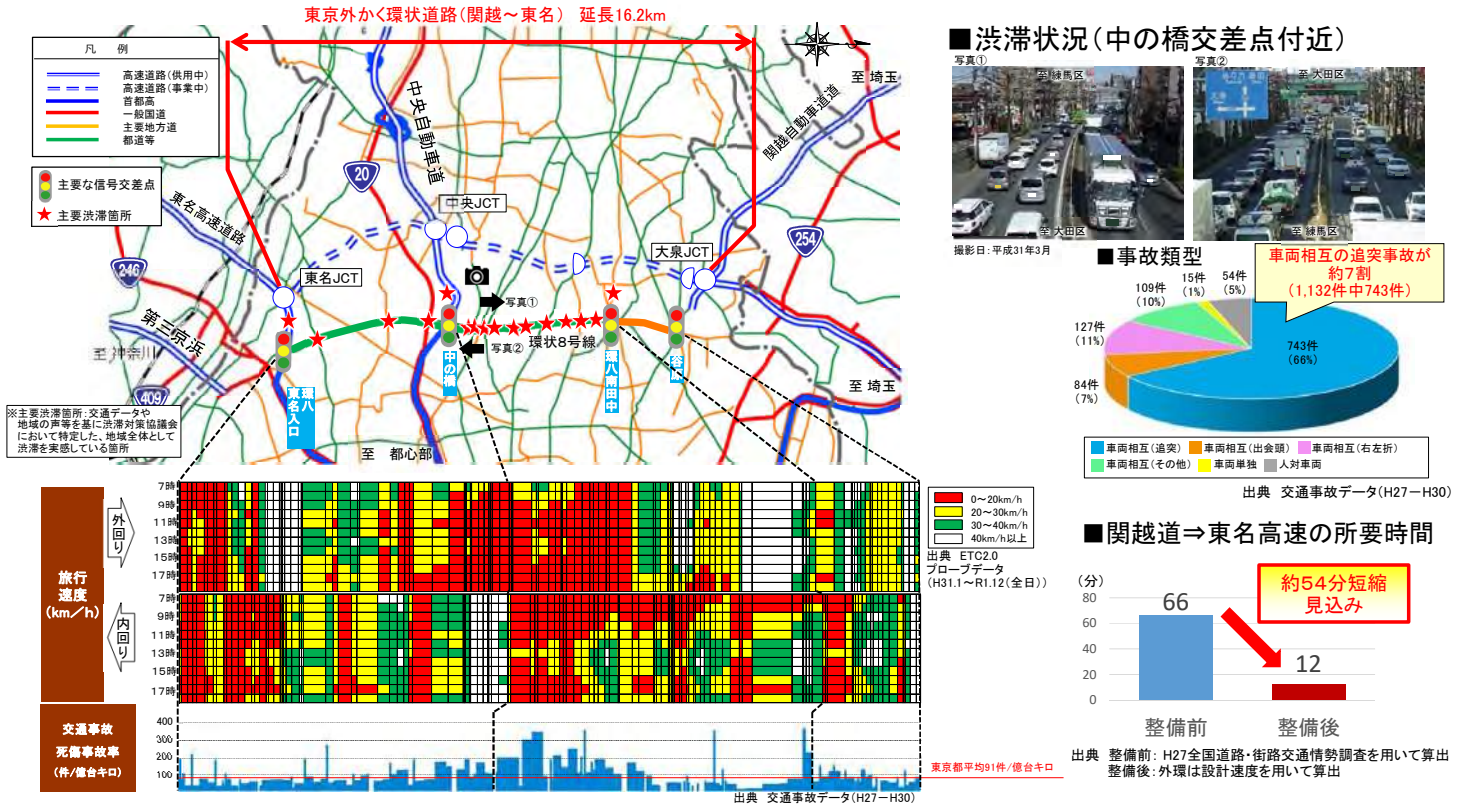 東京外かく環状道路(関越～東名) 延長16.2km
凡 例
高速道路(供用中)
高速道路(事業中)
首都高
一般国道
主要地方道
都道等
主要な信号交差点
主要渋滞箇所
東名高速道路
中央自動車道
関越自動車道
至 埼玉
20
246
254
409
中央JCT
東名JCT
大泉JCT
第三京浜
至 神奈川
写真①
写真②
環状8号線
至 埼玉
環八
東名入口
中の橋
環八南田中
谷原
至 都心部
※主要渋滞箇所:交通データや
地域の声等を基に渋滞対策協議会
において特定した、地域全体として
渋滞を実感している箇所
旅行
速度
(km/h)
外回り
7時
9時
11時
13時
15時
17時
内回り
7時
9時
11時
13時
15時
17時
0～20km/h
20～30km/h
30～40km/h
40km/h以上
出典 ETC2.0
プローブデータ
(H31.1～R1.12(全日))
交通事故
死傷事故率
(件/億台キロ)
400
300
200
100
東京都平均91件/億台キロ
出典 交通事故データ(H27－H30)
■渋滞状況(中の橋交差点付近)
写真①
至 練馬区
至 大田区
写真②
至 大田区
至 練馬区
撮影日:平成31年3月
■事故類型
車両相互の追突事故が
約7割
(1,132件中743件)
743件
(66%)
84件
(7%)
127件
(11%)
109件
(10%)
15件
(1%)
54件
(5%)
車両相互(追突)
車両相互(出会頭)
車両相互(右左折)
車両相互(その他)
車両単独
人対車両
出典 交通事故データ(H27－H30)
■関越道⇒東名高速の所要時間
(分)
約54分短縮
見込み
80
60
40
20
0
66
12
整備前
整備後
出典 整備前: H27全国道路・街路交通情勢調査を用いて算出
整備後:外環は設計速度を用いて算出